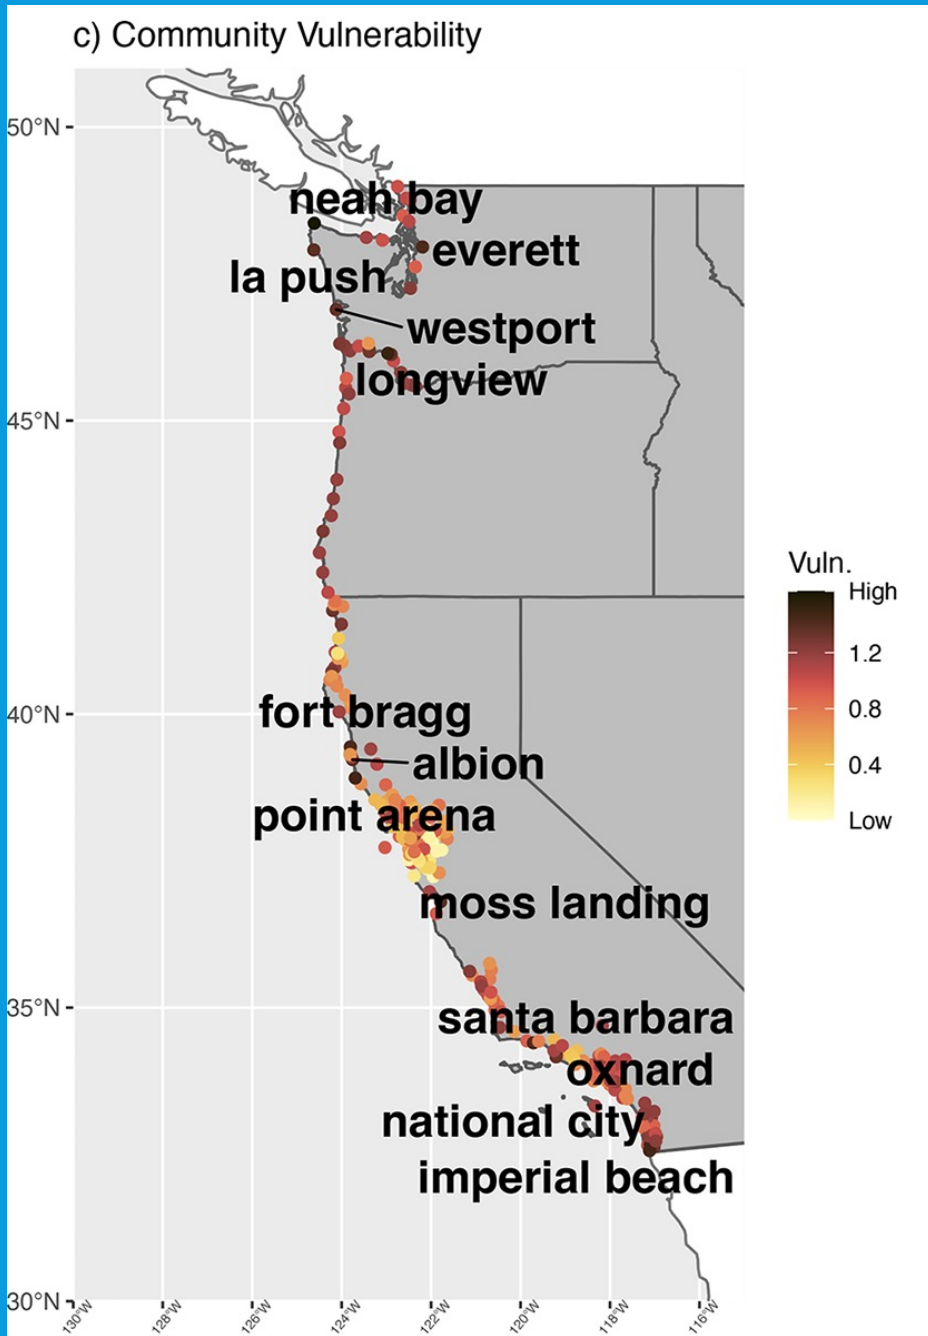 c) Community Vulnerability
50°N
neah bay
everett
la push
westport
longview
45°N
Vuln.
High
1.2
0.8
0.4
Low
40°N
fort bragg
albion
point arena
moss landing
35°N
santa barbara
oxnard
national city
imperial beach
30°N
130°W
128°W
126°W
124°W
122°W
120°W
118°W
116°W